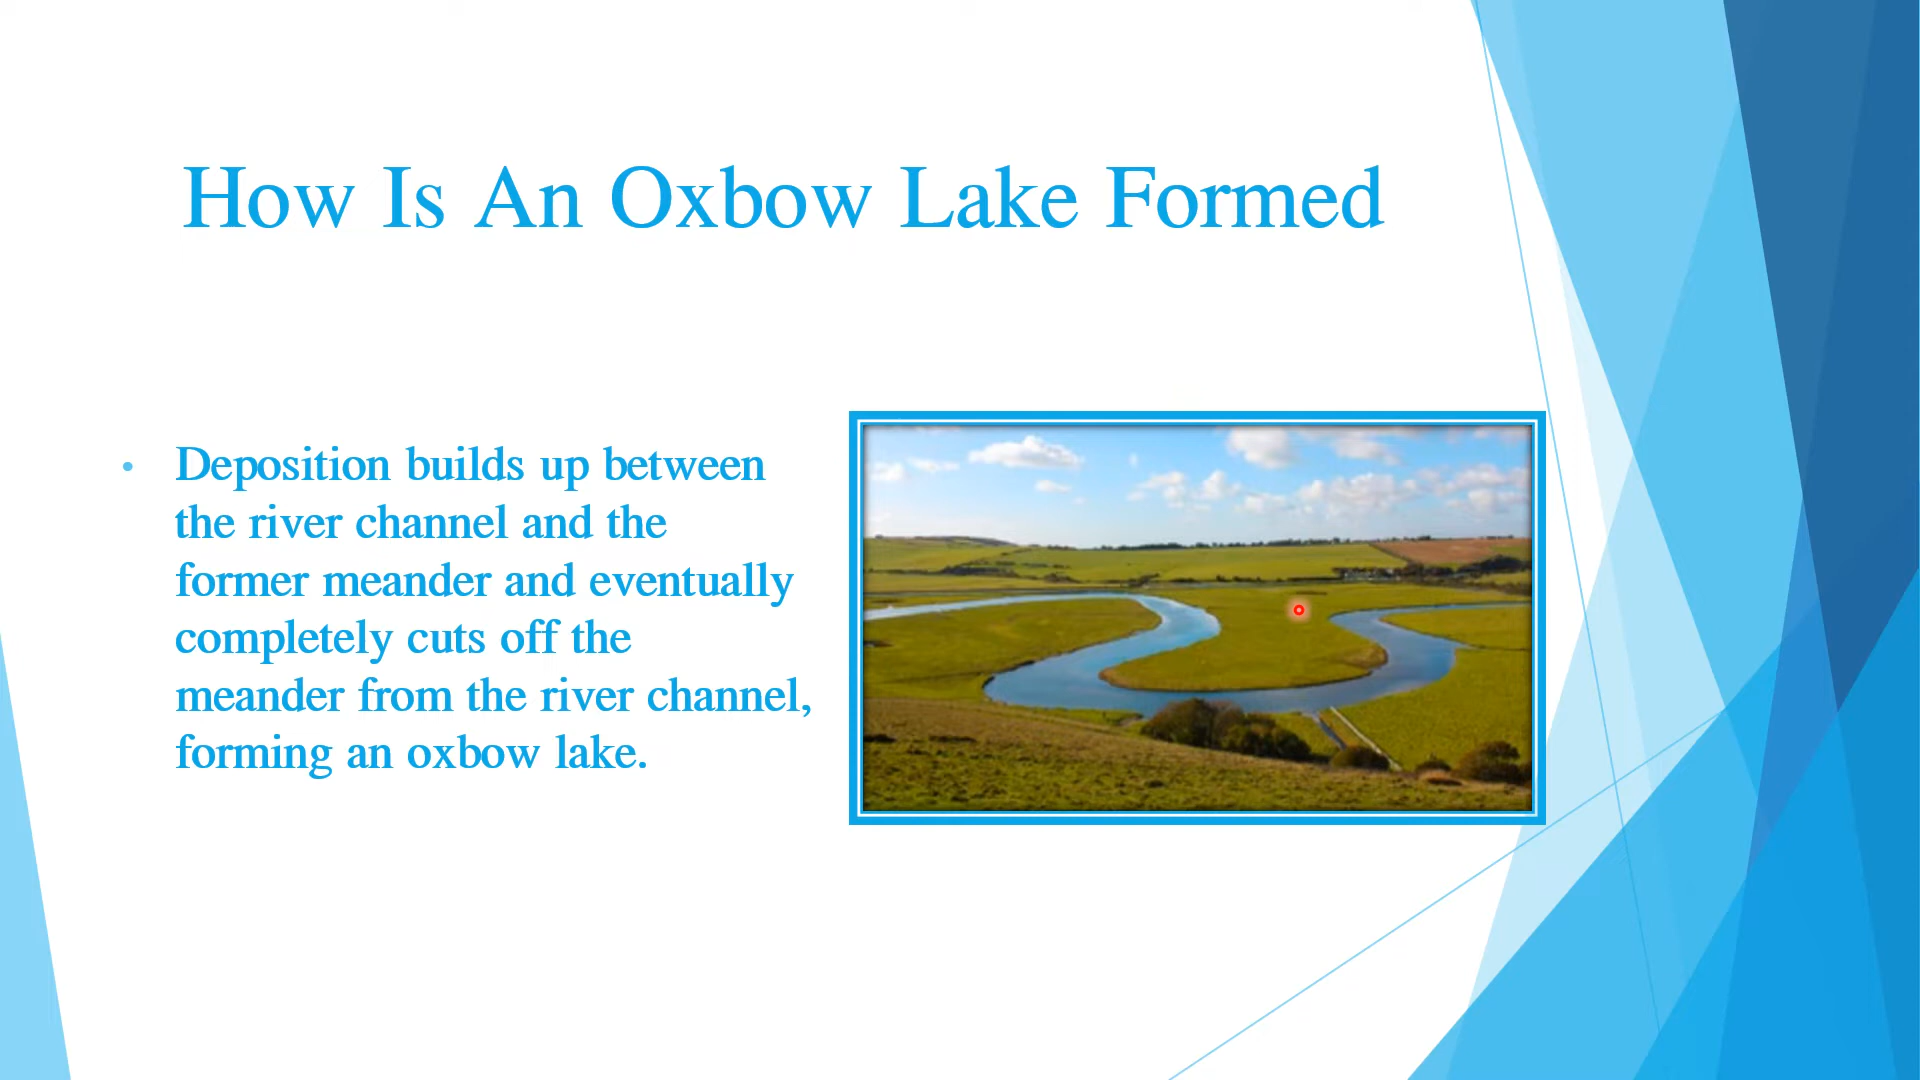 How Is An Oxbow Lake Formed
• Deposition builds up between
the river channel and the
former meander and eventually
completely cuts off the
meander from the river channel,
forming an oxbow lake.